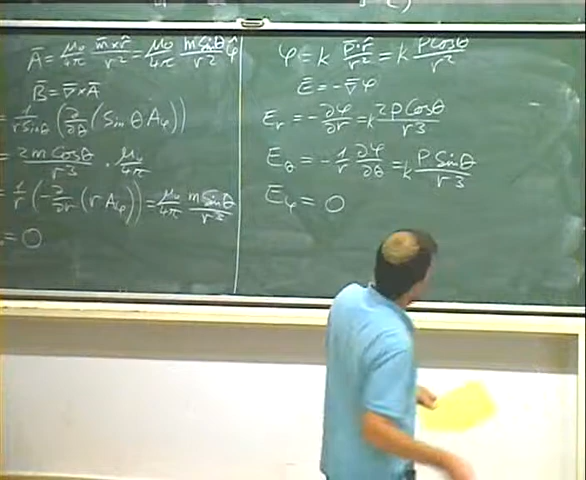 Ā = μ₀/4π m̄×r̂/r² = μ₀/4π m sinθ/r² φ̂
B̄ = ∇̄×Ā
= 1/r sinθ (∂/∂θ (sin θ A_φ))
= 2m cosθ/r³ · μ₀/4π
= 1/r (-∂/∂r (r A_φ)) = μ₀/4π m sinθ/r³
= 0
φ = k p̄·r̂/r² = k p cosθ/r²
Ē = -∇̄φ
E_r = -∂φ/∂r = k 2p cosθ/r³
E_θ = -1/r ∂φ/∂θ = k p sinθ/r³
E_φ = 0